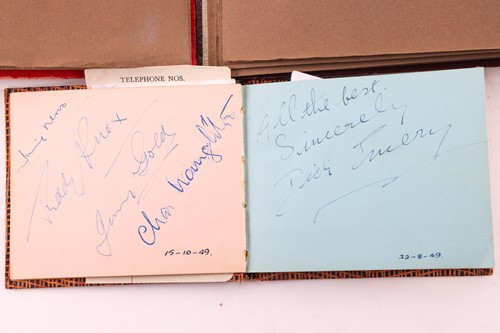 TELEPHONE NOS.
Jimmy Nervo
Teddy Knox
Jimmy Gold
Chas Naughton
15-10-49.
All the best
Sincerely
Dick Emery
22-8-49